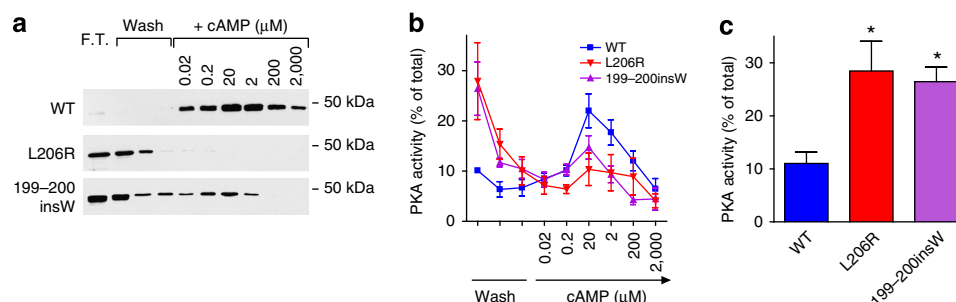 a
Wash
+ cAMP (μM)
F.T.
0.02
0.2
20
2
200
2,000
WT
– 50 kDa
L206R
– 50 kDa
199–200
insW
– 50 kDa
b
WT
L206R
199–200insW
PKA activity (% of total)
30
20
10
0
0.02
0.2
20
2
200
2,000
Wash
cAMP (μM)
c
PKA activity (% of total)
40
30
20
10
0
*
*
WT
L206R
199–200insW